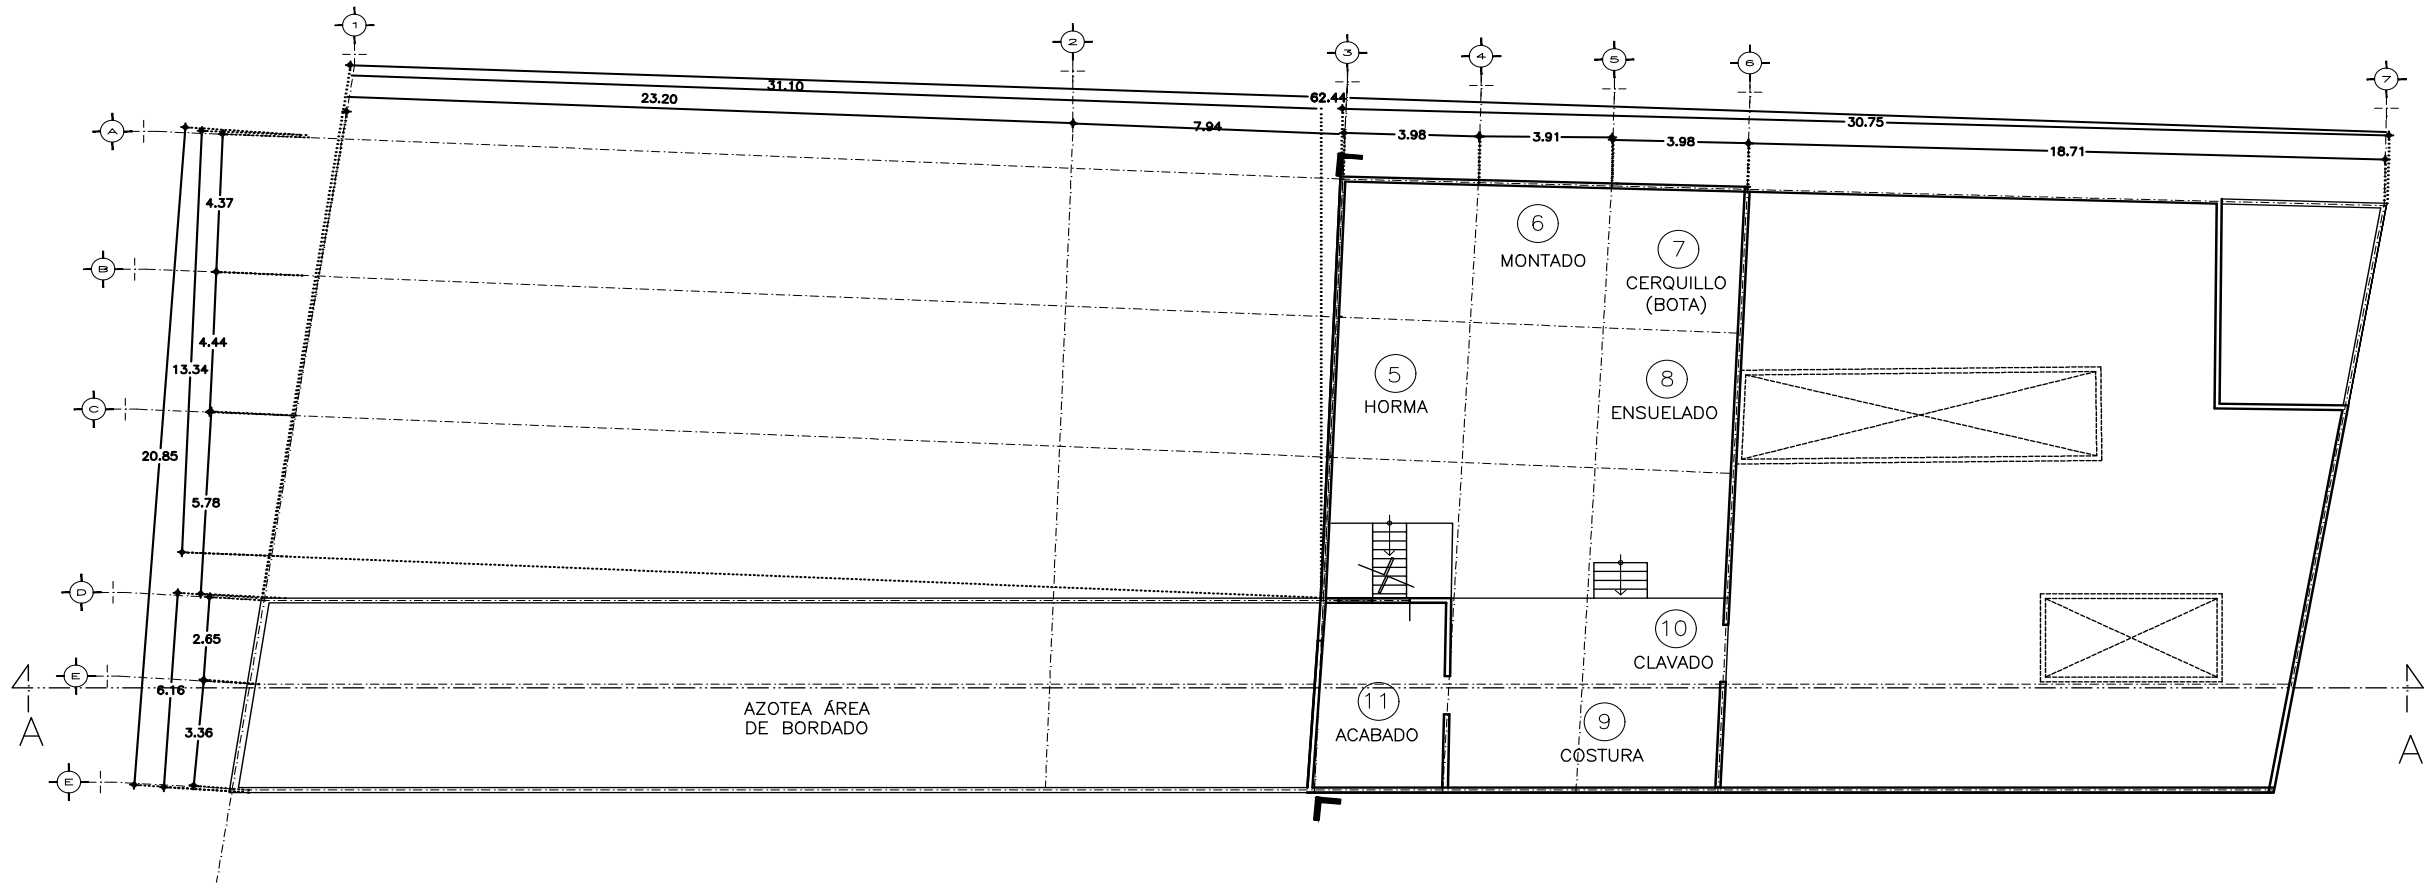 1
2
3
4
5
6
7
31.10
23.20
62.44
7.94
3.98
3.91
3.98
30.75
18.71
A
B
C
D
E
E
4.37
4.44
13.34
20.85
5.78
2.65
6.16
3.36
6
MONTADO
7
CERQUILLO
(BOTA)
5
HORMA
8
ENSUELADO
10
CLAVADO
11
ACABADO
9
COSTURA
AZOTEA ÁREA
DE BORDADO
A
A